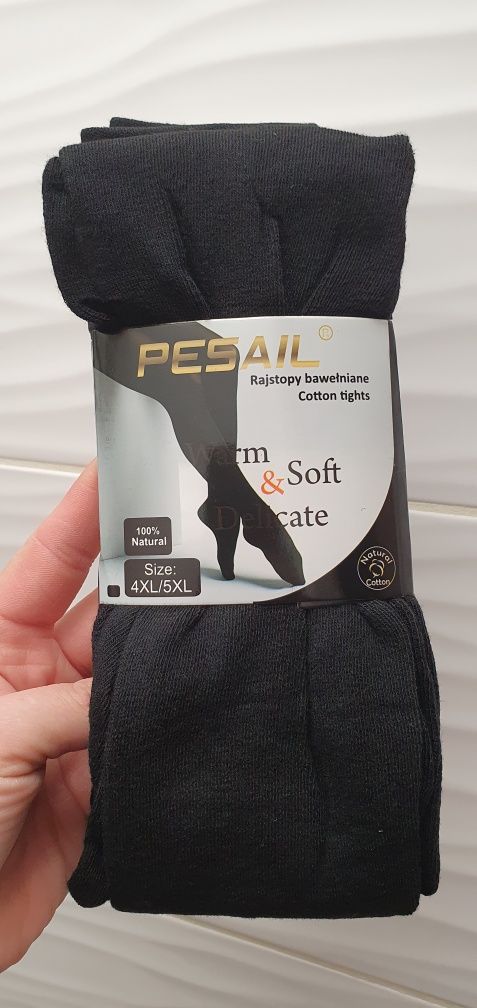 PESAIL
Rajstopy bawełniane
Cotton tights
Warm
& Soft
Delicate
100%
Natural
Size:
4XL/5XL
Natural
Cotton